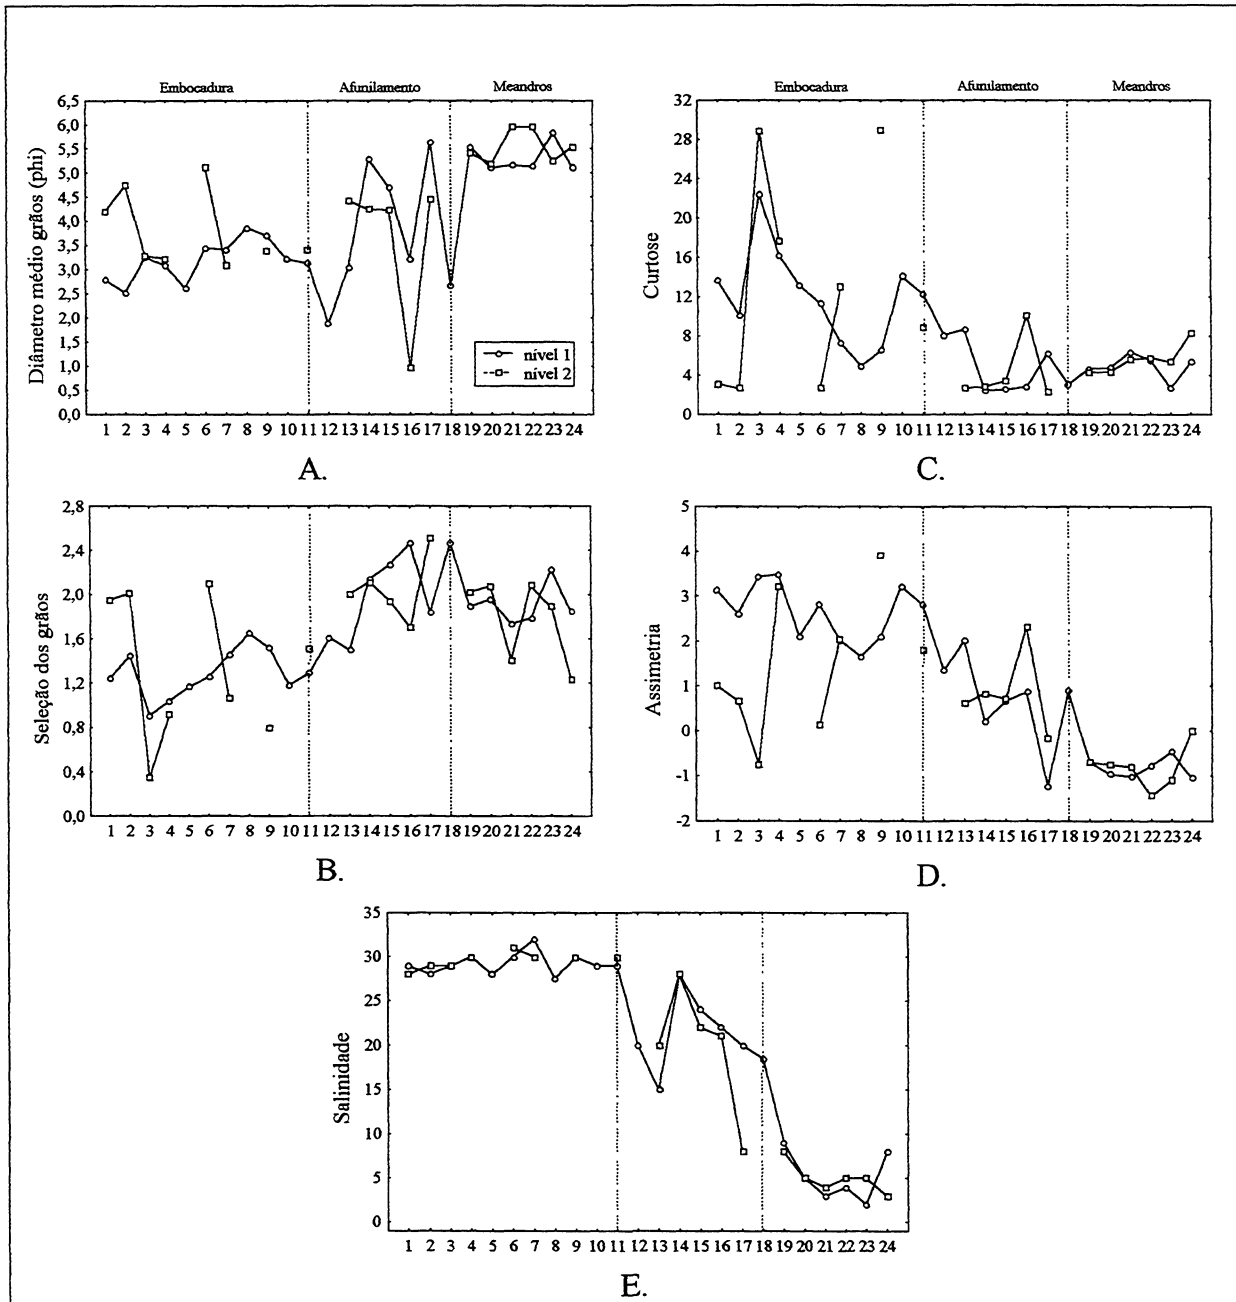 Embocadura Afunilamento Meandros
Diâmetro médio grãos (phi)
6,5
6,0
5,5
5,0
4,5
4,0
3,5
3,0
2,5
2,0
1,5
1,0
0,5
0,0
nível 1
nível 2
1 2 3 4 5 6 7 8 9 10 11 12 13 14 15 16 17 18 19 20 21 22 23 24
A.
Embocadura Afunilamento Meandros
Curtose
32
28
24
20
16
12
8
4
0
1 2 3 4 5 6 7 8 9 10 11 12 13 14 15 16 17 18 19 20 21 22 23 24
C.
Seleção dos grãos
2,8
2,4
2,0
1,6
1,2
0,8
0,4
0,0
1 2 3 4 5 6 7 8 9 10 11 12 13 14 15 16 17 18 19 20 21 22 23 24
B.
Assimetria
5
4
3
2
1
0
-1
-2
1 2 3 4 5 6 7 8 9 10 11 12 13 14 15 16 17 18 19 20 21 22 23 24
D.
Salinidade
35
30
25
20
15
10
5
0
1 2 3 4 5 6 7 8 9 10 11 12 13 14 15 16 17 18 19 20 21 22 23 24
E.